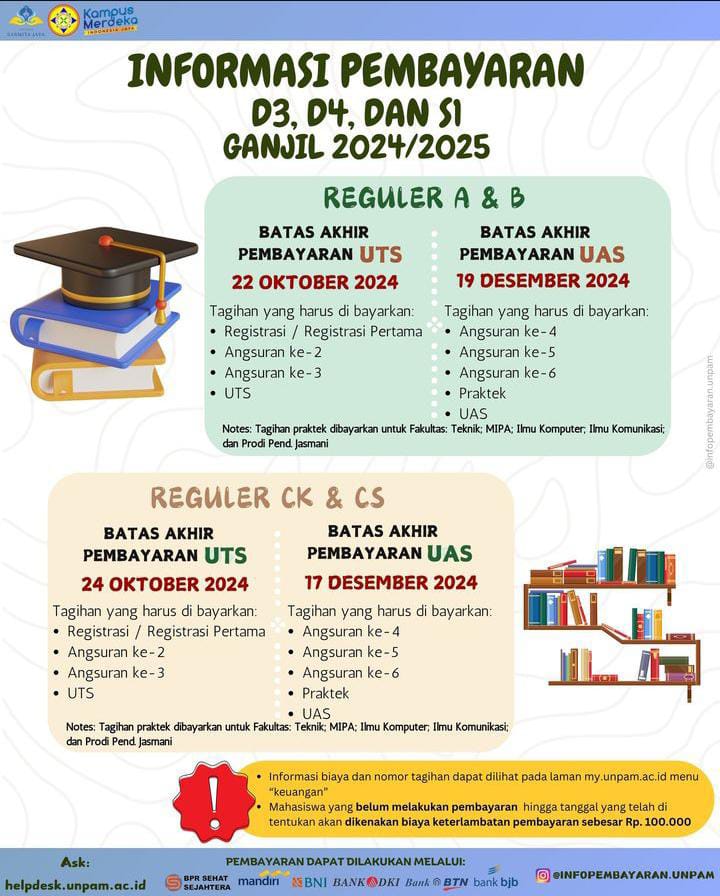 SASMITA JAYA
Kampus
Merdeka
INDONESIA JAYA
INFORMASI PEMBAYARAN
D3, D4, DAN S1
GANJIL 2024/2025
REGULER A & B
BATAS AKHIR
PEMBAYARAN UTS
22 OKTOBER 2024
Tagihan yang harus di bayarkan:
• Registrasi / Registrasi Pertama
• Angsuran ke-2
• Angsuran ke-3
• UTS
BATAS AKHIR
PEMBAYARAN UAS
19 DESEMBER 2024
Tagihan yang harus di bayarkan:
• Angsuran ke-4
• Angsuran ke-5
• Angsuran ke-6
• Praktek
• UAS
Notes: Tagihan praktek dibayarkan untuk Fakultas: Teknik; MIPA; Ilmu Komputer; Ilmu Komunikasi;
dan Prodi Pend. Jasmani
@infopembayaran.unpam
REGULER CK & CS
BATAS AKHIR
PEMBAYARAN UTS
24 OKTOBER 2024
Tagihan yang harus di bayarkan:
• Registrasi / Registrasi Pertama
• Angsuran ke-2
• Angsuran ke-3
• UTS
BATAS AKHIR
PEMBAYARAN UAS
17 DESEMBER 2024
Tagihan yang harus di bayarkan:
• Angsuran ke-4
• Angsuran ke-5
• Angsuran ke-6
• Praktek
• UAS
Notes: Tagihan praktek dibayarkan untuk Fakultas: Teknik; MIPA; Ilmu Komputer; Ilmu Komunikasi;
dan Prodi Pend. Jasmani
• Informasi biaya dan nomor tagihan dapat dilihat pada laman my.unpam.ac.id menu
"keuangan"
• Mahasiswa yang belum melakukan pembayaran hingga tanggal yang telah di
tentukan akan dikenakan biaya keterlambatan pembayaran sebesar Rp. 100.000
Ask:
helpdesk.unpam.ac.id
PEMBAYARAN DAPAT DILAKUKAN MELALUI:
BPR SEHAT
SEJAHTERA
mandiri
BNI
BANK DKI
Bank BTN
bank bjb
@INFOPEMBAYARAN.UNPAM